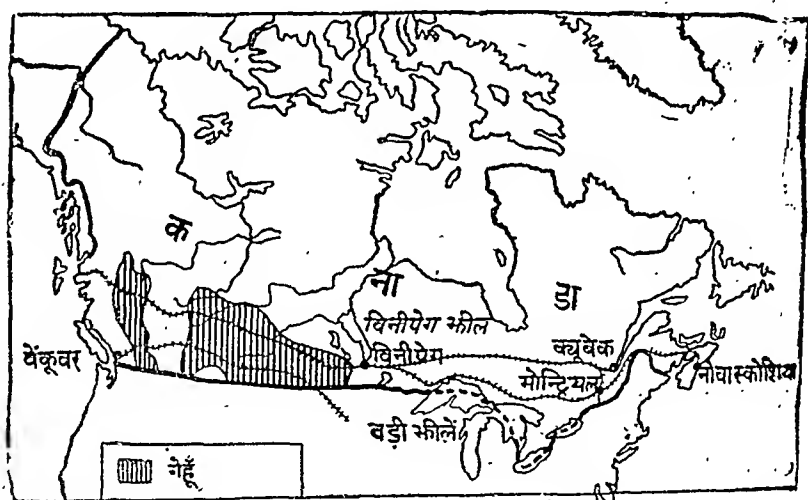 क
ना
डा
विनीपेग झील
विनीपेग
क्यूबेक
वेंकूवर
मोन्ट्रियल
नोवास्कोशिया
बड़ी झीलें
गेहूँ